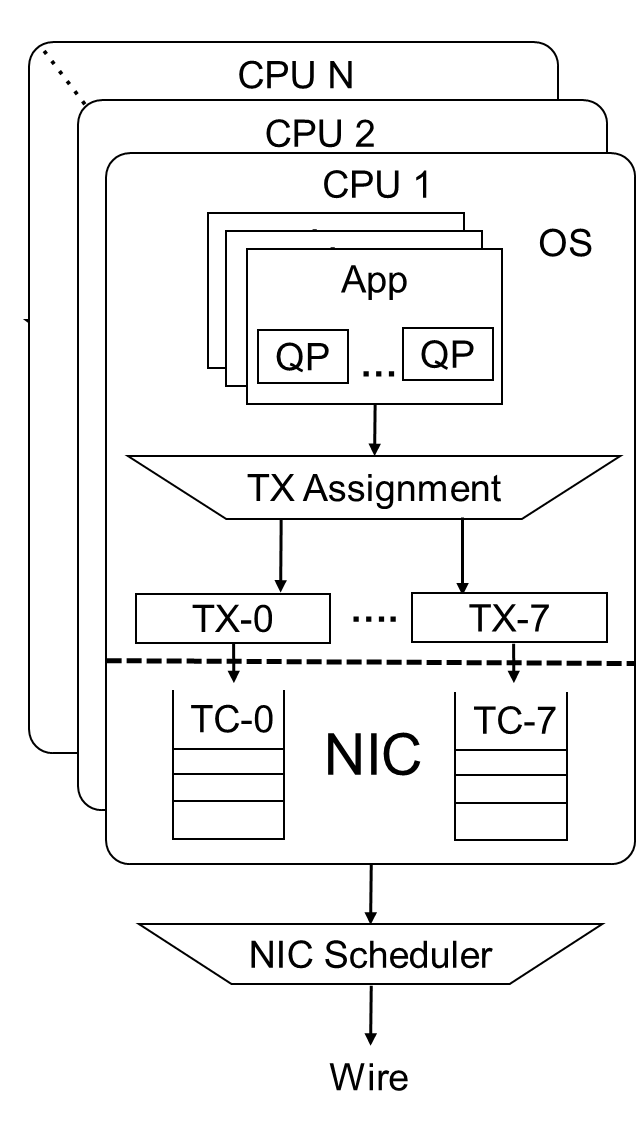 CPU N
CPU 2
CPU 1
OS
App
QP ... QP
TX Assignment
TX-0 .... TX-7
TC-0 TC-7
NIC
NIC Scheduler
Wire